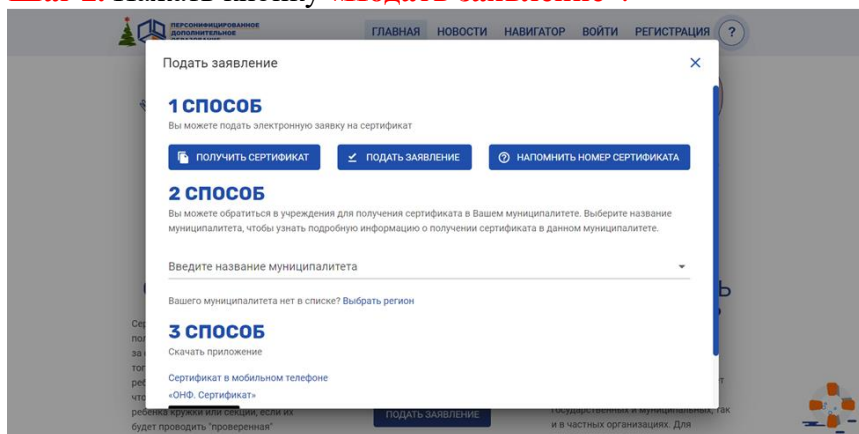 Шаг 2. Нажать кнопку «Подать заявление".
ПЕРСОНИФИЦИРОВАННОЕ
ДОПОЛНИТЕЛЬНОЕ
ОБРАЗОВАНИЕ
ГЛАВНАЯ НОВОСТИ НАВИГАТОР ВОЙТИ РЕГИСТРАЦИЯ ?
Подать заявление
1 СПОСОБ
Вы можете подать электронную заявку на сертификат
ПОЛУЧИТЬ СЕРТИФИКАТ ПОДАТЬ ЗАЯВЛЕНИЕ НАПОМНИТЬ НОМЕР СЕРТИФИКАТА
2 СПОСОБ
Вы можете обратиться в учреждения для получения сертификата в Вашем муниципалитете. Выберите название
муниципалитета, чтобы узнать подробную информацию о получении сертификата в данном муниципалитете.
Введите название муниципалитета
Вашего муниципалитета нет в списке? Выбрать регион
3 СПОСОБ
Скачать приложение
Сертификат в мобильном телефоне
«ОНФ. Сертификат»
ребенка кружки или секции, если их
будет проводить "проверенная"
ПОДАТЬ ЗАЯВЛЕНИЕ
государственных и муниципальных, так
и в частных организациях. Для